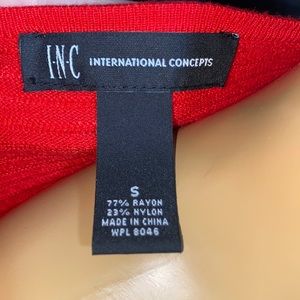 I·N·C INTERNATIONAL CONCEPTS
S
77% RAYON
23% NYLON
MADE IN CHINA
WPL 8046